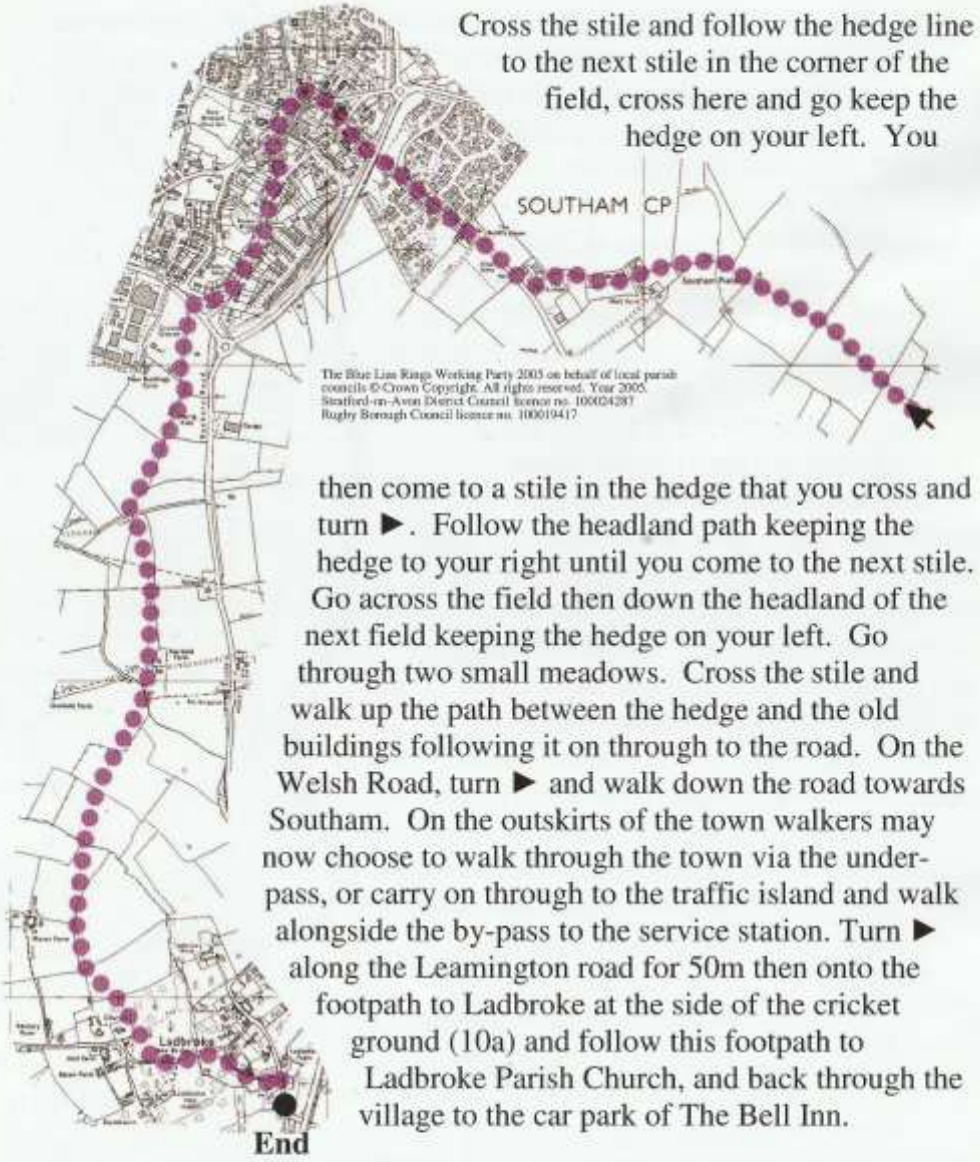 Cross the stile and follow the hedge line
to the next stile in the corner of the
field, cross here and go keep the
hedge on your left. You
SOUTHAM CP
The Blue Lias Rings Working Party 2005 on behalf of local parish
councils © Crown Copyright. All rights reserved. Year 2005.
Stratford-on-Avon District Council licence no. 100024287
Rugby Borough Council licence no. 100019417
then come to a stile in the hedge that you cross and
turn ►. Follow the headland path keeping the
hedge to your right until you come to the next stile.
Go across the field then down the headland of the
next field keeping the hedge on your left. Go
through two small meadows. Cross the stile and
walk up the path between the hedge and the old
buildings following it on through to the road. On the
Welsh Road, turn ► and walk down the road towards
Southam. On the outskirts of the town walkers may
now choose to walk through the town via the under-
pass, or carry on through to the traffic island and walk
alongside the by-pass to the service station. Turn ►
along the Leamington road for 50m then onto the
footpath to Ladbroke at the side of the cricket
ground (10a) and follow this footpath to
Ladbroke Parish Church, and back through the
village to the car park of The Bell Inn.
Ladbroke
End